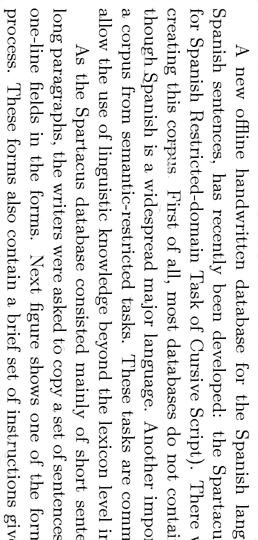 A new offline handwritten database for the Spanish lang
Spanish sentences, has recently been developed: the Spartacu
for Spanish Restricted-domain Task of Cursive Script). There
creating this corpus. First of all, most databases do not contai
though Spanish is a widespread major language. Another impor
a corpus from semantic-restricted tasks. These tasks are comm
allow the use of linguistic knowledge beyond the lexicon level in
As the Spartacus database consisted mainly of short sente
long paragraphs, the writers were asked to copy a set of sentences
one-line fields in the forms. Next figure shows one of the form
process. These forms also contain a brief set of instructions give